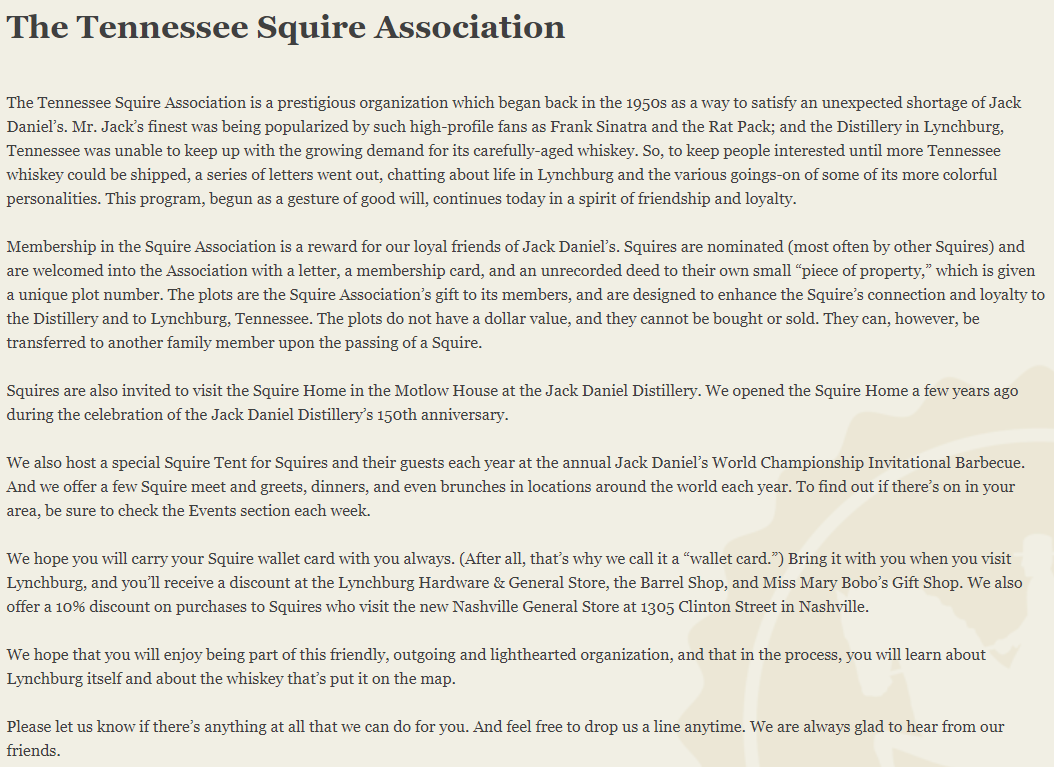 The Tennessee Squire Association
The Tennessee Squire Association is a prestigious organization which began back in the 1950s as a way to satisfy an unexpected shortage of Jack
Daniel’s. Mr. Jack’s finest was being popularized by such high-profile fans as Frank Sinatra and the Rat Pack; and the Distillery in Lynchburg,
Tennessee was unable to keep up with the growing demand for its carefully-aged whiskey. So, to keep people interested until more Tennessee
whiskey could be shipped, a series of letters went out, chatting about life in Lynchburg and the various goings-on of some of its more colorful
personalities. This program, begun as a gesture of good will, continues today in a spirit of friendship and loyalty.
Membership in the Squire Association is a reward for our loyal friends of Jack Daniel’s. Squires are nominated (most often by other Squires) and
are welcomed into the Association with a letter, a membership card, and an unrecorded deed to their own small “piece of property,” which is given
a unique plot number. The plots are the Squire Association’s gift to its members, and are designed to enhance the Squire’s connection and loyalty to
the Distillery and to Lynchburg, Tennessee. The plots do not have a dollar value, and they cannot be bought or sold. They can, however, be
transferred to another family member upon the passing of a Squire.
Squires are also invited to visit the Squire Home in the Motlow House at the Jack Daniel Distillery. We opened the Squire Home a few years ago
during the celebration of the Jack Daniel Distillery’s 150th anniversary.
We also host a special Squire Tent for Squires and their guests each year at the annual Jack Daniel’s World Championship Invitational Barbecue.
And we offer a few Squire meet and greets, dinners, and even brunches in locations around the world each year. To find out if there’s on in your
area, be sure to check the Events section each week.
We hope you will carry your Squire wallet card with you always. (After all, that’s why we call it a “wallet card.”) Bring it with you when you visit
Lynchburg, and you’ll receive a discount at the Lynchburg Hardware & General Store, the Barrel Shop, and Miss Mary Bobo’s Gift Shop. We also
offer a 10% discount on purchases to Squires who visit the new Nashville General Store at 1305 Clinton Street in Nashville.
We hope that you will enjoy being part of this friendly, outgoing and lighthearted organization, and that in the process, you will learn about
Lynchburg itself and about the whiskey that’s put it on the map.
Please let us know if there’s anything at all that we can do for you. And feel free to drop us a line anytime. We are always glad to hear from our
friends.